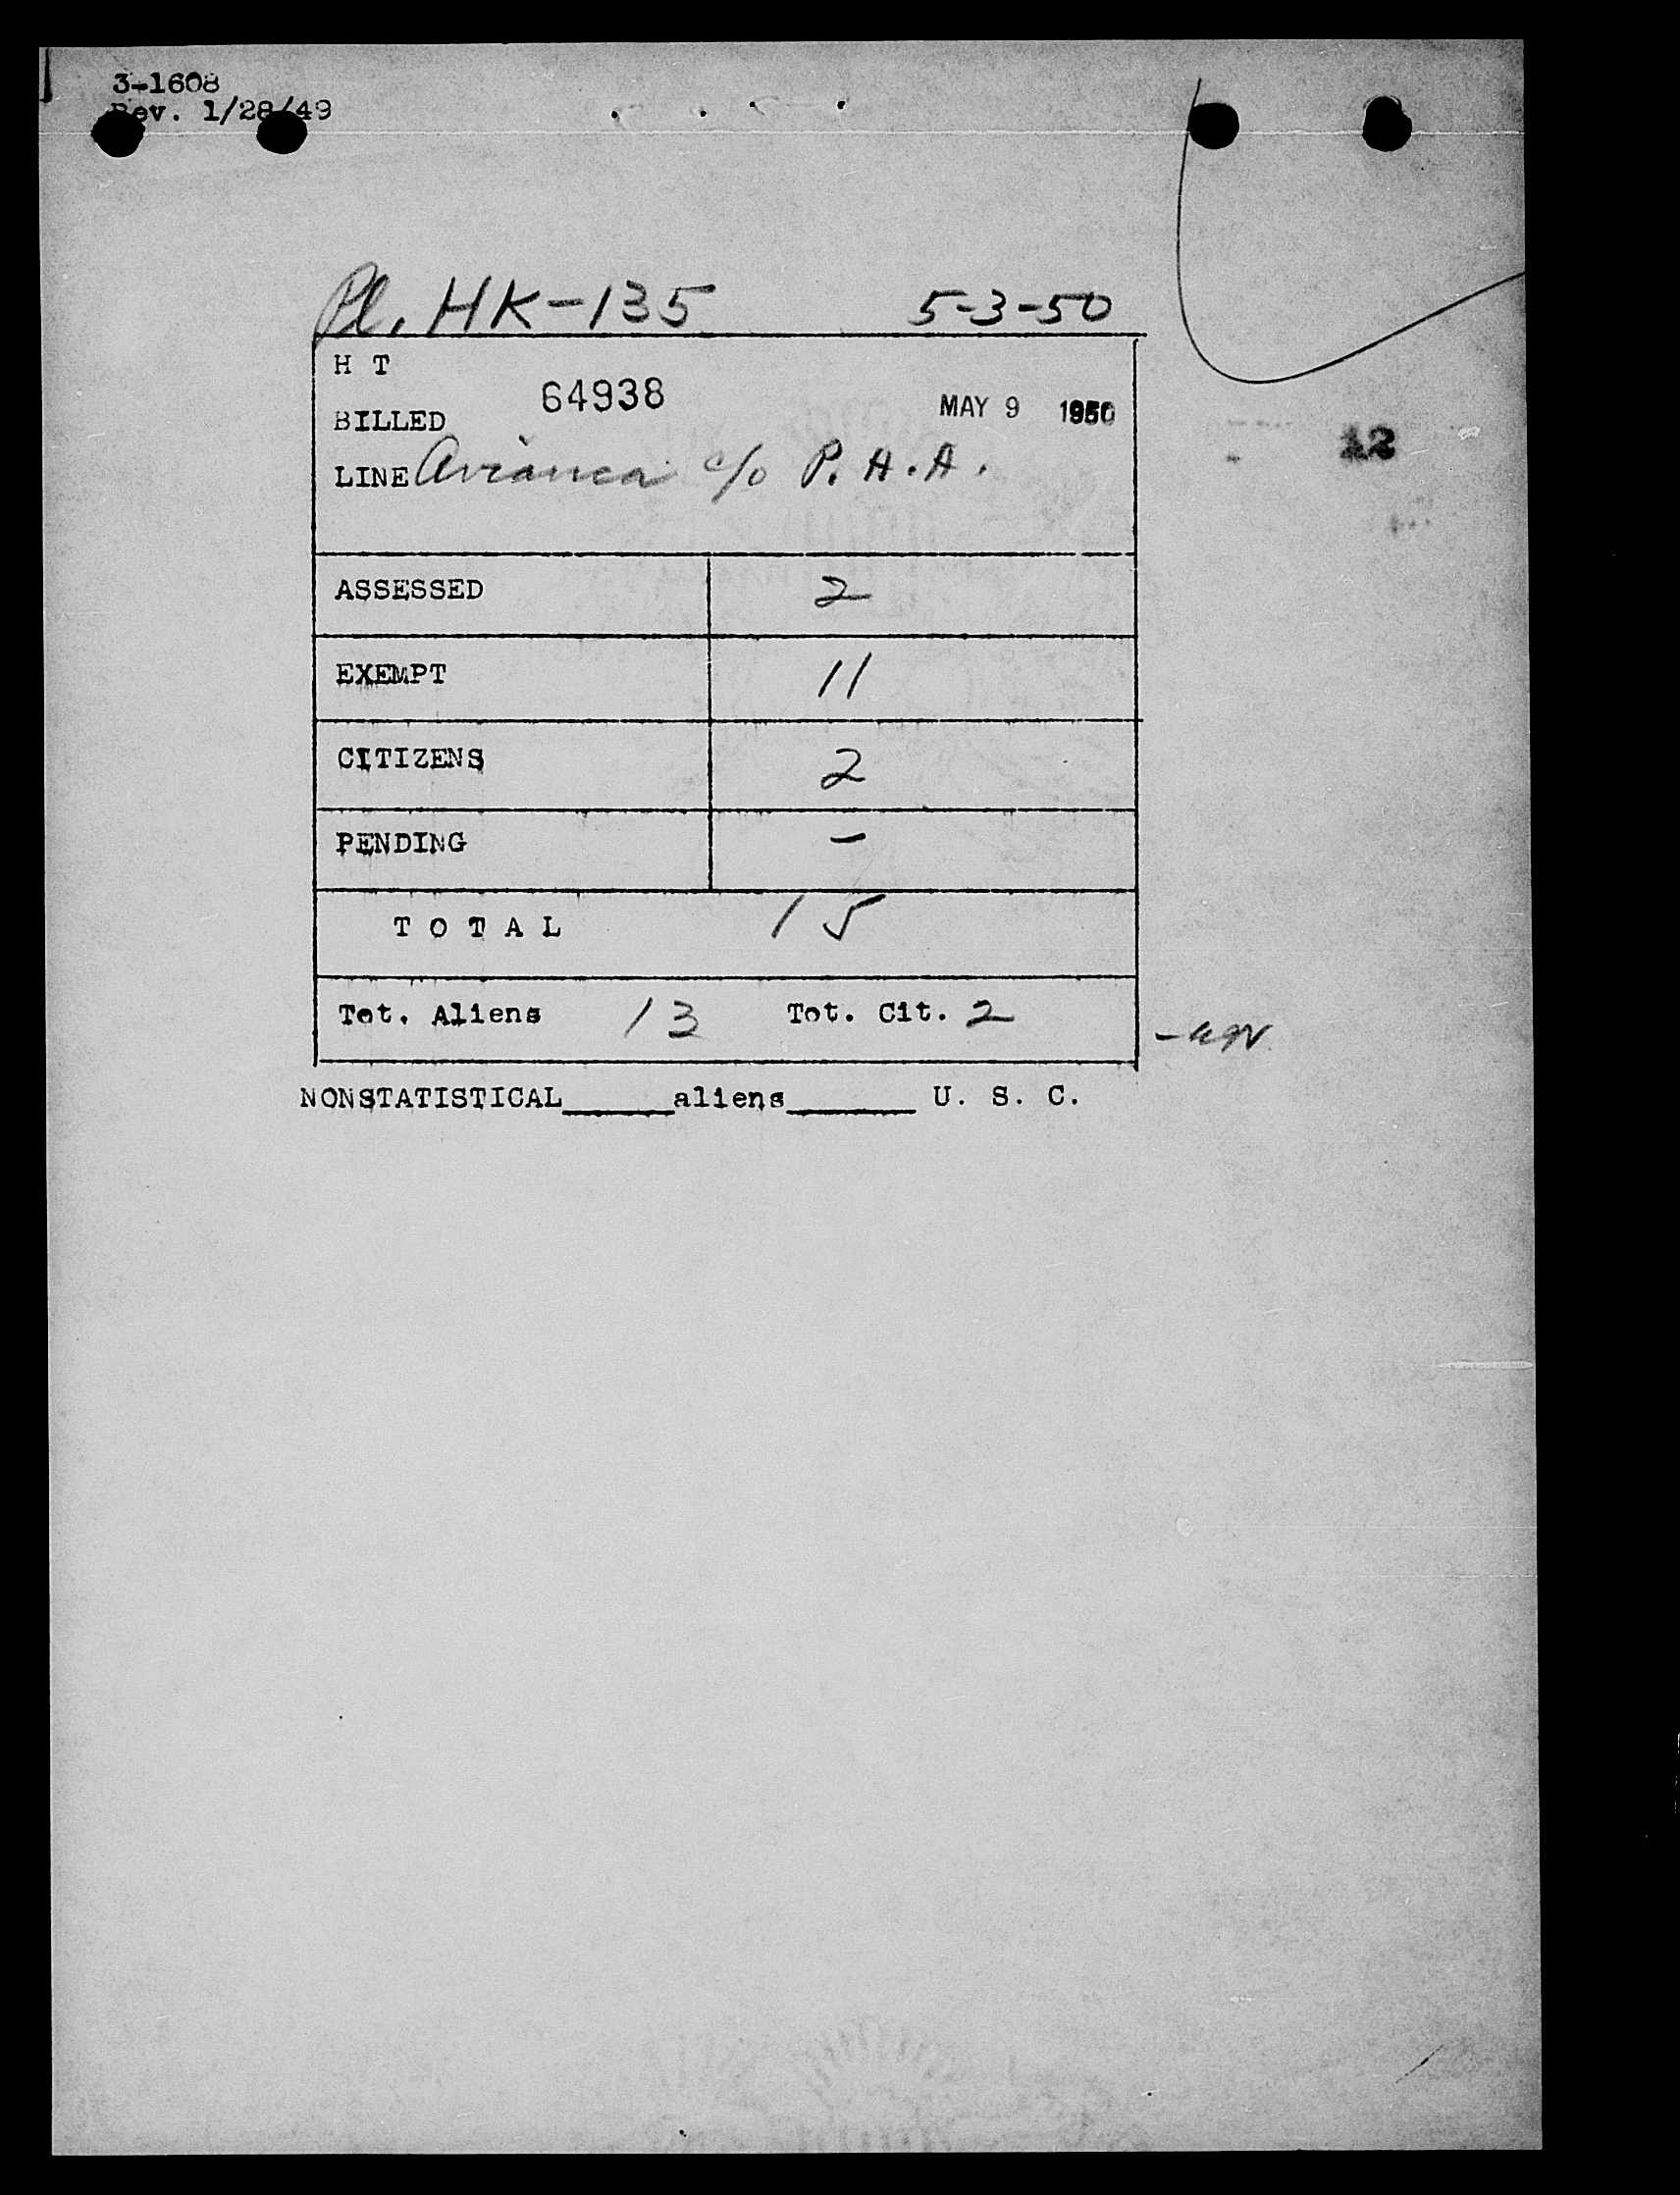 3-1608
Rev. 1/28/49
Pl. HK-135 5-3-50
H T
BILLED 64938 MAY 9 1950
LINE Avianca c/o P.A.A.
12
ASSESSED 2
EXEMPT 11
CITIZENS 2
PENDING -
TOTAL 15
Tot. Aliens 13 Tot. Cit. 2
NONSTATISTICAL______aliens_______ U. S. C.